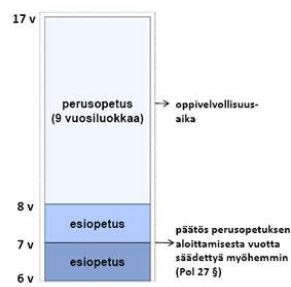 17 v
perusopetus
(9 vuosiluokkaa)
oppivelvollisuus-
aika
8 v
esiopetus
7 v
esiopetus
6 v
päätös perusopetuksen
aloittamisesta vuotta
säädettyä myöhemmin
(Pol 27 §)